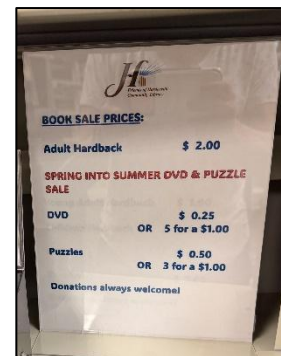 BOOK SALE PRICES:
Adult Hardback $ 2.00
SPRING INTO SUMMER DVD & PUZZLE
SALE
DVD $ 0.25
OR 5 for a $1.00
Puzzles $ 0.50
OR 3 for a $1.00
Donations always welcome!